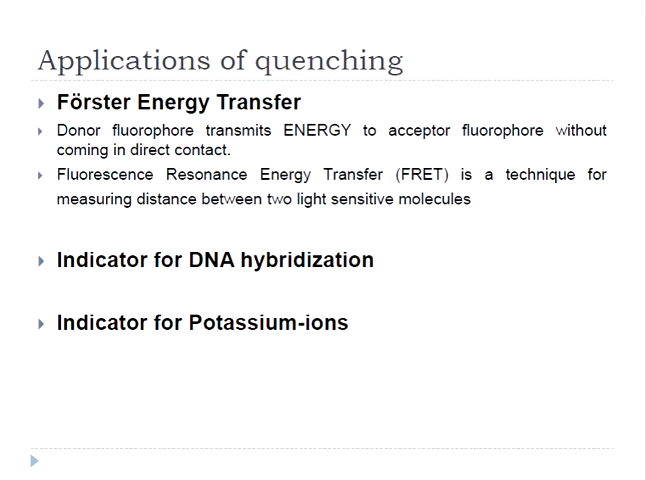 Applications of quenching
Förster Energy Transfer
Donor fluorophore transmits ENERGY to acceptor fluorophore without
coming in direct contact.
Fluorescence Resonance Energy Transfer (FRET) is a technique for
measuring distance between two light sensitive molecules
Indicator for DNA hybridization
Indicator for Potassium-ions